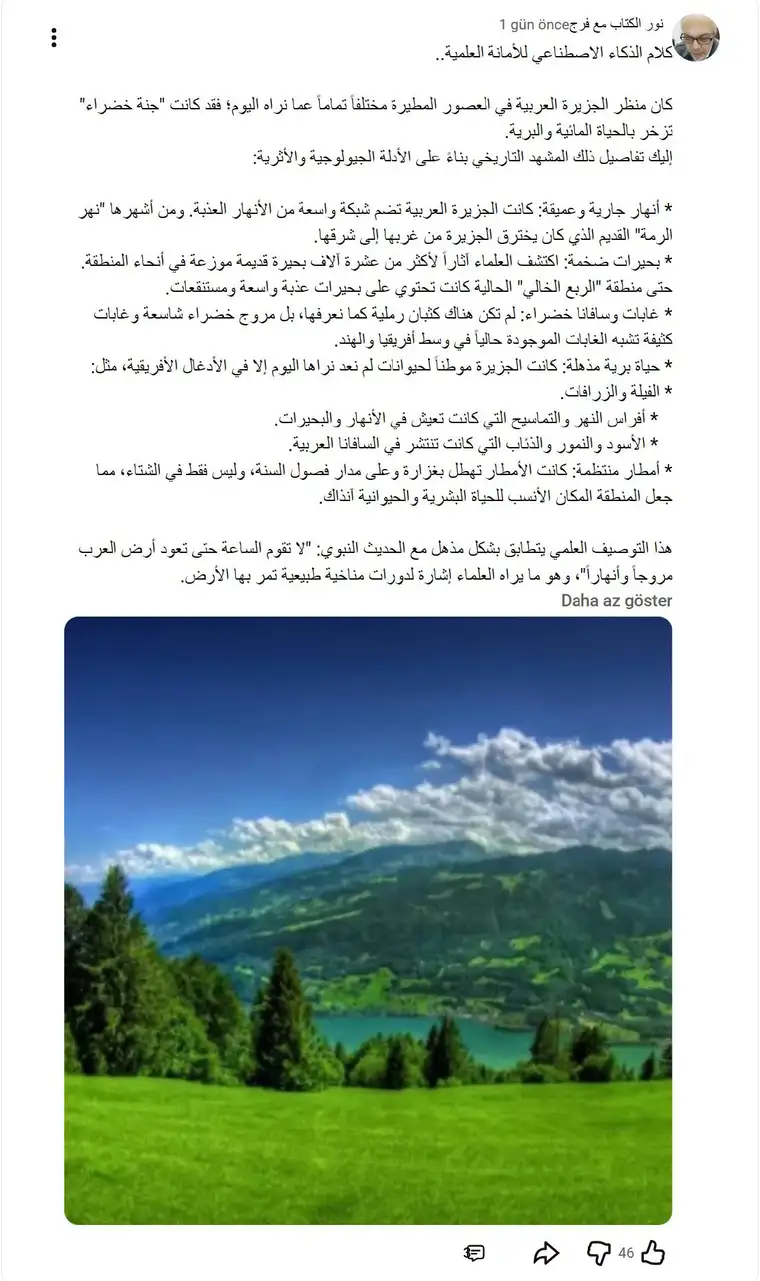 نور الكتاب مع فرج 1 gün önce
كلام الذكاء الاصطناعي للأمانة العلمية..
كان منظر الجزيرة العربية في العصور المطيرة مختلفاً تماماً عما نراه اليوم؛ فقد كانت "جنة خضراء"
تزخر بالحياة المائية والبرية.
إليك تفاصيل ذلك المشهد التاريخي بناءً على الأدلة الجيولوجية والأثرية:
* أنهار جارية وعميقة: كانت الجزيرة العربية تضم شبكة واسعة من الأنهار العذبة. ومن أشهرها "نهر
الرمة" القديم الذي كان يخترق الجزيرة من غربها إلى شرقها.
* بحيرات ضخمة: اكتشف العلماء آثاراً لأكثر من عشرة آلاف بحيرة قديمة موزعة في أنحاء المنطقة.
حتى منطقة "الربع الخالي" الحالية كانت تحتوي على بحيرات عذبة واسعة ومستنقعات.
* غابات وسافانا خضراء: لم تكن هناك كثبان رملية كما نعرفها، بل مروج خضراء شاسعة وغابات
كثيفة تشبه الغابات الموجودة حالياً في وسط أفريقيا والهند.
* حياة برية مذهلة: كانت الجزيرة موطناً لحيوانات لم نعد نراها اليوم إلا في الأدغال الأفريقية، مثل:
* الفيلة والزرافات.
* أفراس النهر والتماسيح التي كانت تعيش في الأنهار والبحيرات.
* الأسود والنمور والذئاب التي كانت تنتشر في السافانا العربية.
* أمطار منتظمة: كانت الأمطار تهطل بغزارة وعلى مدار فصول السنة، وليس فقط في الشتاء، مما
جعل المنطقة المكان الأنسب للحياة البشرية والحيوانية آنذاك.
هذا التوصيف العلمي يتطابق بشكل مذهل مع الحديث النبوي: "لا تقوم الساعة حتى تعود أرض العرب
مروجاً وأنهاراً"، وهو ما يراه العلماء إشارة لدورات مناخية طبيعية تمر بها الأرض.
Daha az göster
46
3